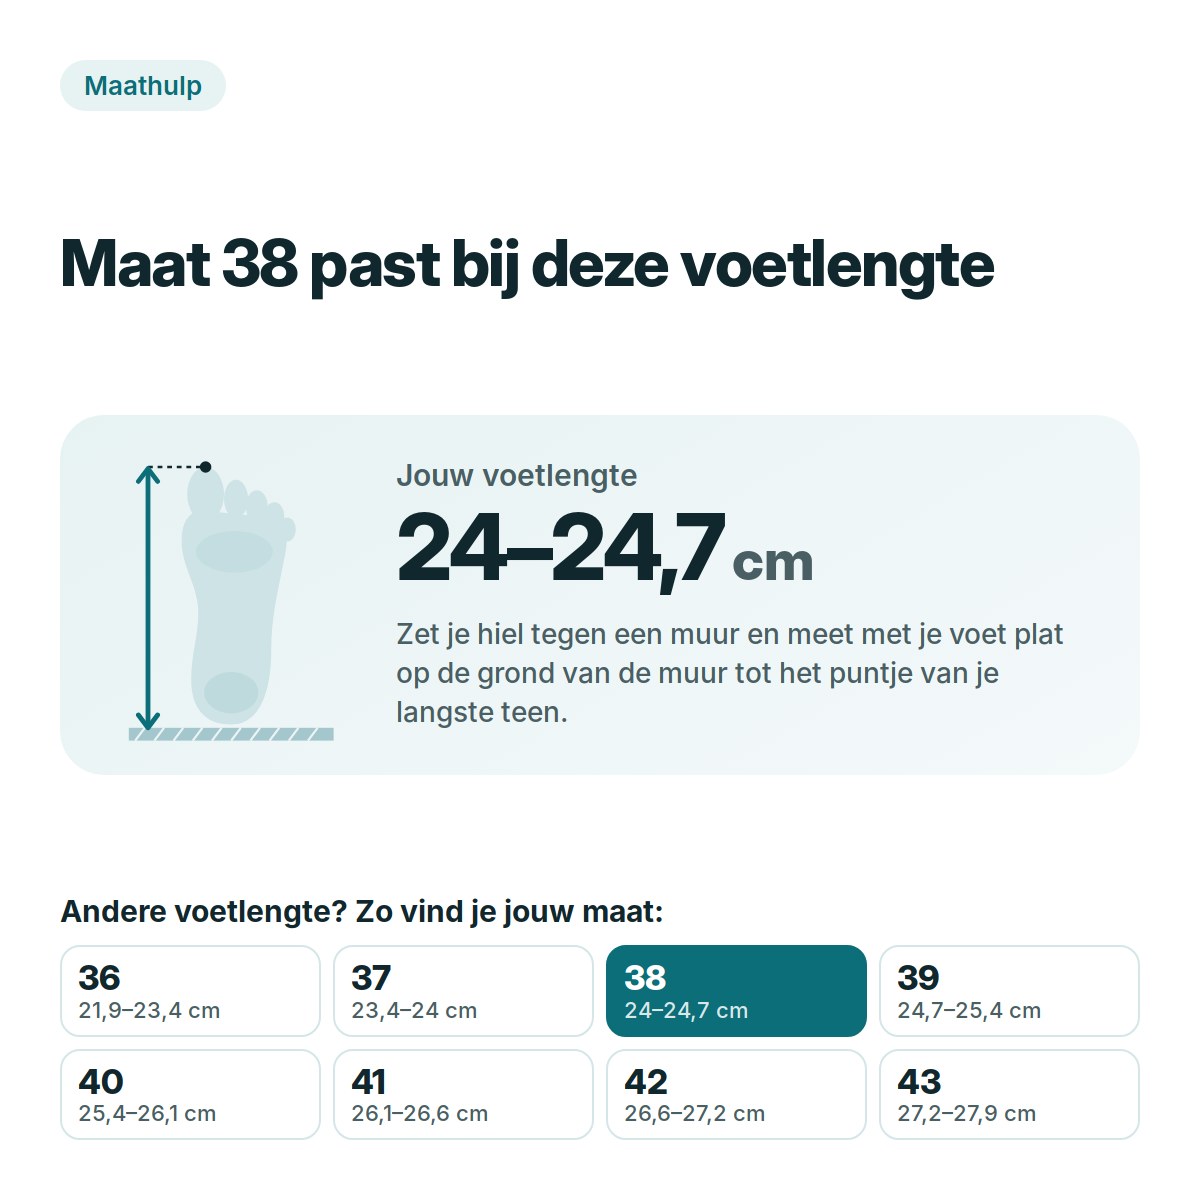 Maathulp
Maat 38 past bij deze voetlengte
Jouw voetlengte
24–24,7 cm
Zet je hiel tegen een muur en meet met je voet plat
op de grond van de muur tot het puntje van je
langste teen.
Andere voetlengte? Zo vind je jouw maat:
36
21,9–23,4 cm
37
23,4–24 cm
38
24–24,7 cm
39
24,7–25,4 cm
40
25,4–26,1 cm
41
26,1–26,6 cm
42
26,6–27,2 cm
43
27,2–27,9 cm